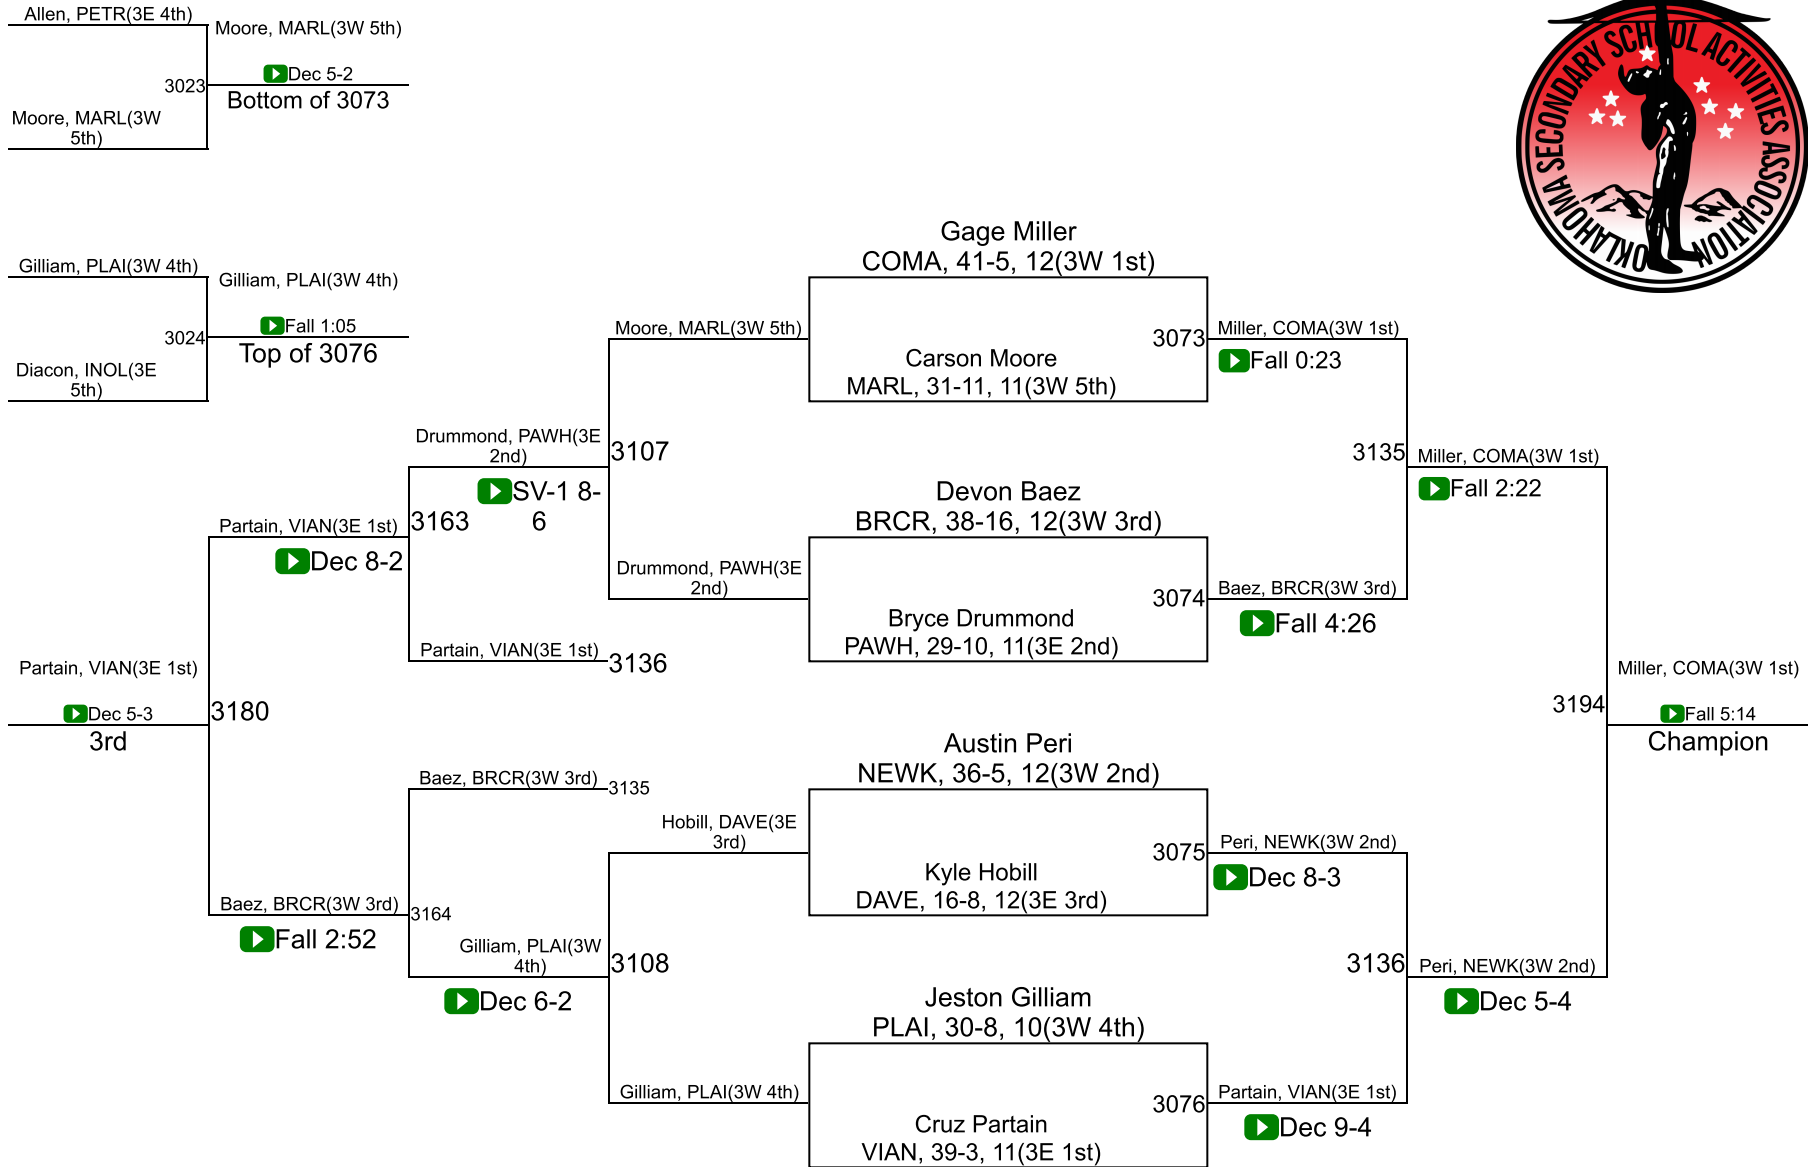 Allen, PETR(3E 4th)
Moore, MARL(3W 5th)
3023
Dec 5-2
Bottom of 3073
Moore, MARL(3W
5th)
OKLAHOMA SECONDARY SCHOOL ACTIVITIES ASSOCIATION
Gilliam, PLAI(3W 4th)
Gilliam, PLAI(3W 4th)
3024
Fall 1:05
Top of 3076
Diacon, INOL(3E
5th)
Gage Miller
COMA, 41-5, 12(3W 1st)
Moore, MARL(3W 5th)
3073
Miller, COMA(3W 1st)
Fall 0:23
Carson Moore
MARL, 31-11, 11(3W 5th)
Drummond, PAWH(3E
2nd)
3107
SV-1 8-
6
3135
Miller, COMA(3W 1st)
Fall 2:22
Devon Baez
BRCR, 38-16, 12(3W 3rd)
Partain, VIAN(3E 1st)
3163
Dec 8-2
Drummond, PAWH(3E
2nd)
3074
Baez, BRCR(3W 3rd)
Fall 4:26
Bryce Drummond
PAWH, 29-10, 11(3E 2nd)
Partain, VIAN(3E 1st)
3136
Partain, VIAN(3E 1st)
Dec 5-3
3rd
3180
3194
Miller, COMA(3W 1st)
Fall 5:14
Champion
Austin Peri
NEWK, 36-5, 12(3W 2nd)
Baez, BRCR(3W 3rd)
3135
Hobill, DAVE(3E
3rd)
3075
Peri, NEWK(3W 2nd)
Dec 8-3
Kyle Hobill
DAVE, 16-8, 12(3E 3rd)
Baez, BRCR(3W 3rd)
3164
Fall 2:52
Gilliam, PLAI(3W
4th)
3108
Dec 6-2
3136
Peri, NEWK(3W 2nd)
Dec 5-4
Jeston Gilliam
PLAI, 30-8, 10(3W 4th)
Gilliam, PLAI(3W 4th)
3076
Partain, VIAN(3E 1st)
Dec 9-4
Cruz Partain
VIAN, 39-3, 11(3E 1st)